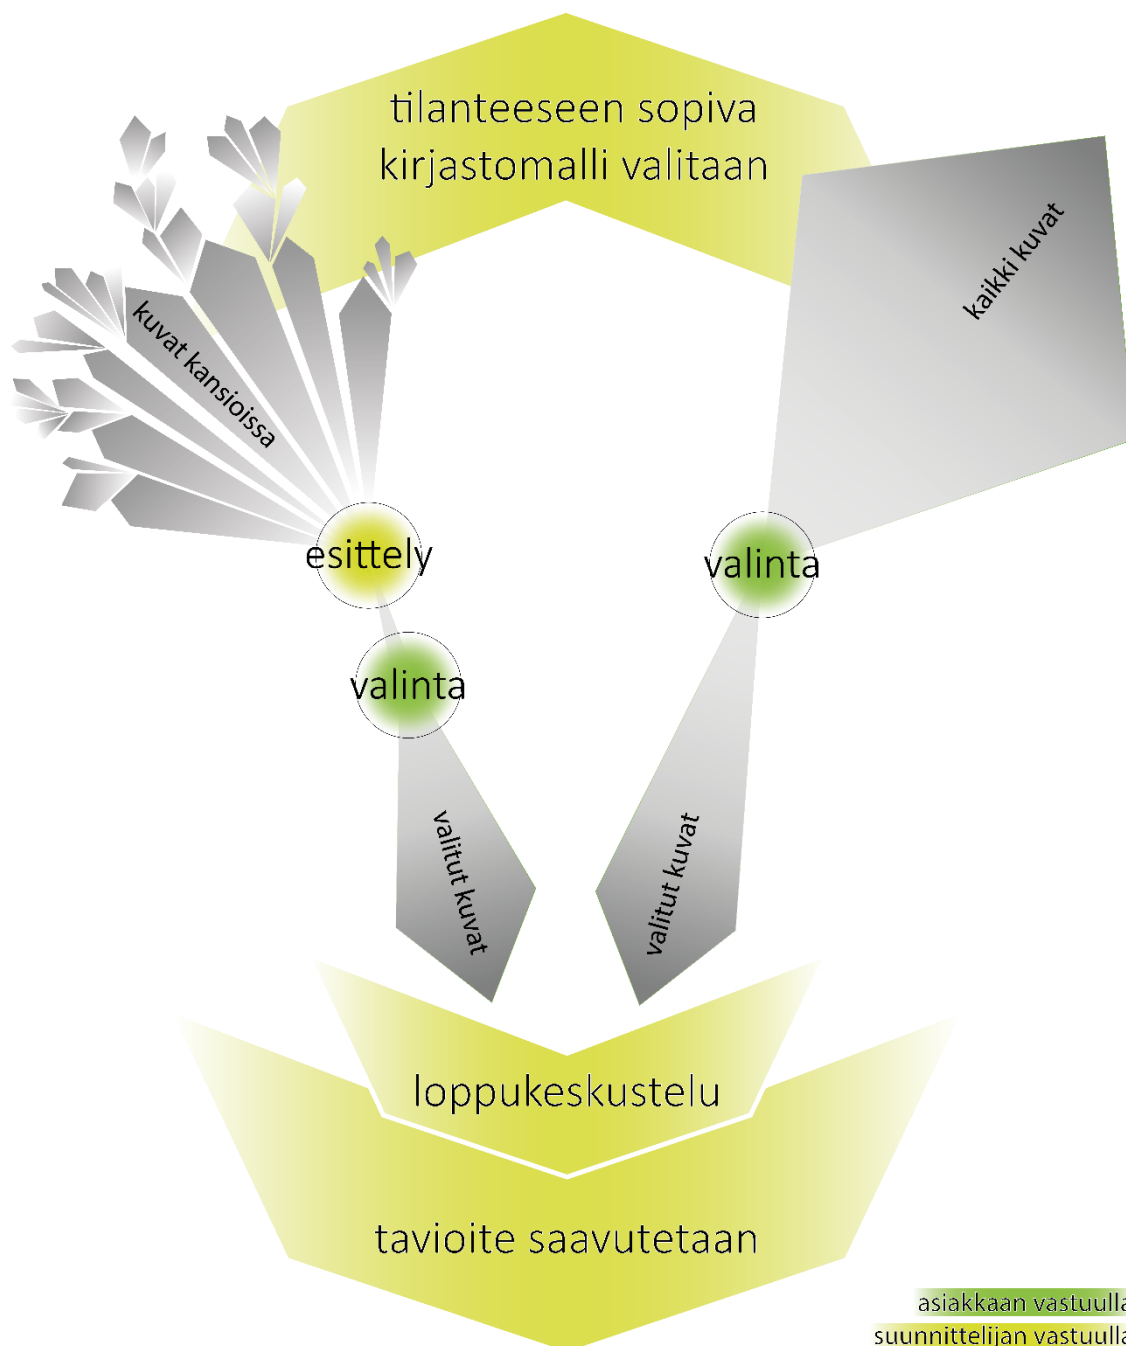 tilanteeseen sopiva
kirjastomalli valitaan
kuvat kansioissa
kaikki kuvat
esittely
valinta
valinta
valitut kuvat
valitut kuvat
loppukeskustelu
tavioite saavutetaan
asiakkaan vastuulla
suunnittelijan vastuulla